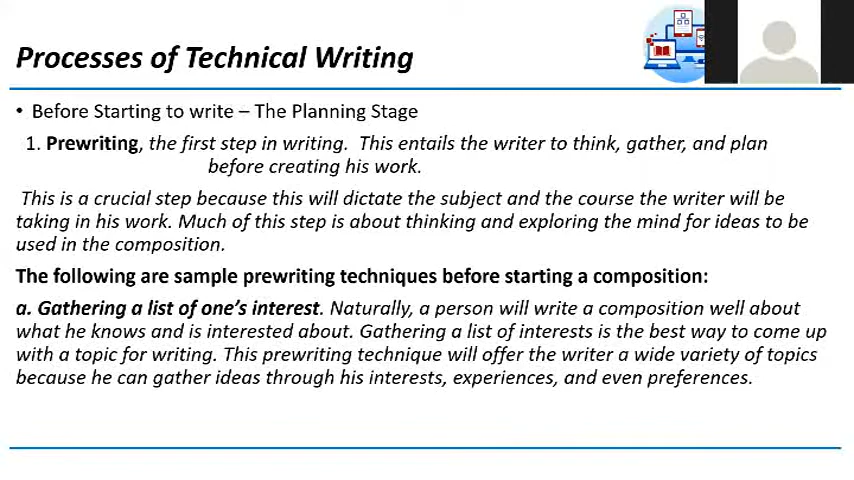 Processes of Technical Writing
• Before Starting to write – The Planning Stage
1. Prewriting, the first step in writing. This entails the writer to think, gather, and plan
before creating his work.
This is a crucial step because this will dictate the subject and the course the writer will be
taking in his work. Much of this step is about thinking and exploring the mind for ideas to be
used in the composition.
The following are sample prewriting techniques before starting a composition:
a. Gathering a list of one’s interest. Naturally, a person will write a composition well about
what he knows and is interested about. Gathering a list of interests is the best way to come up
with a topic for writing. This prewriting technique will offer the writer a wide variety of topics
because he can gather ideas through his interests, experiences, and even preferences.